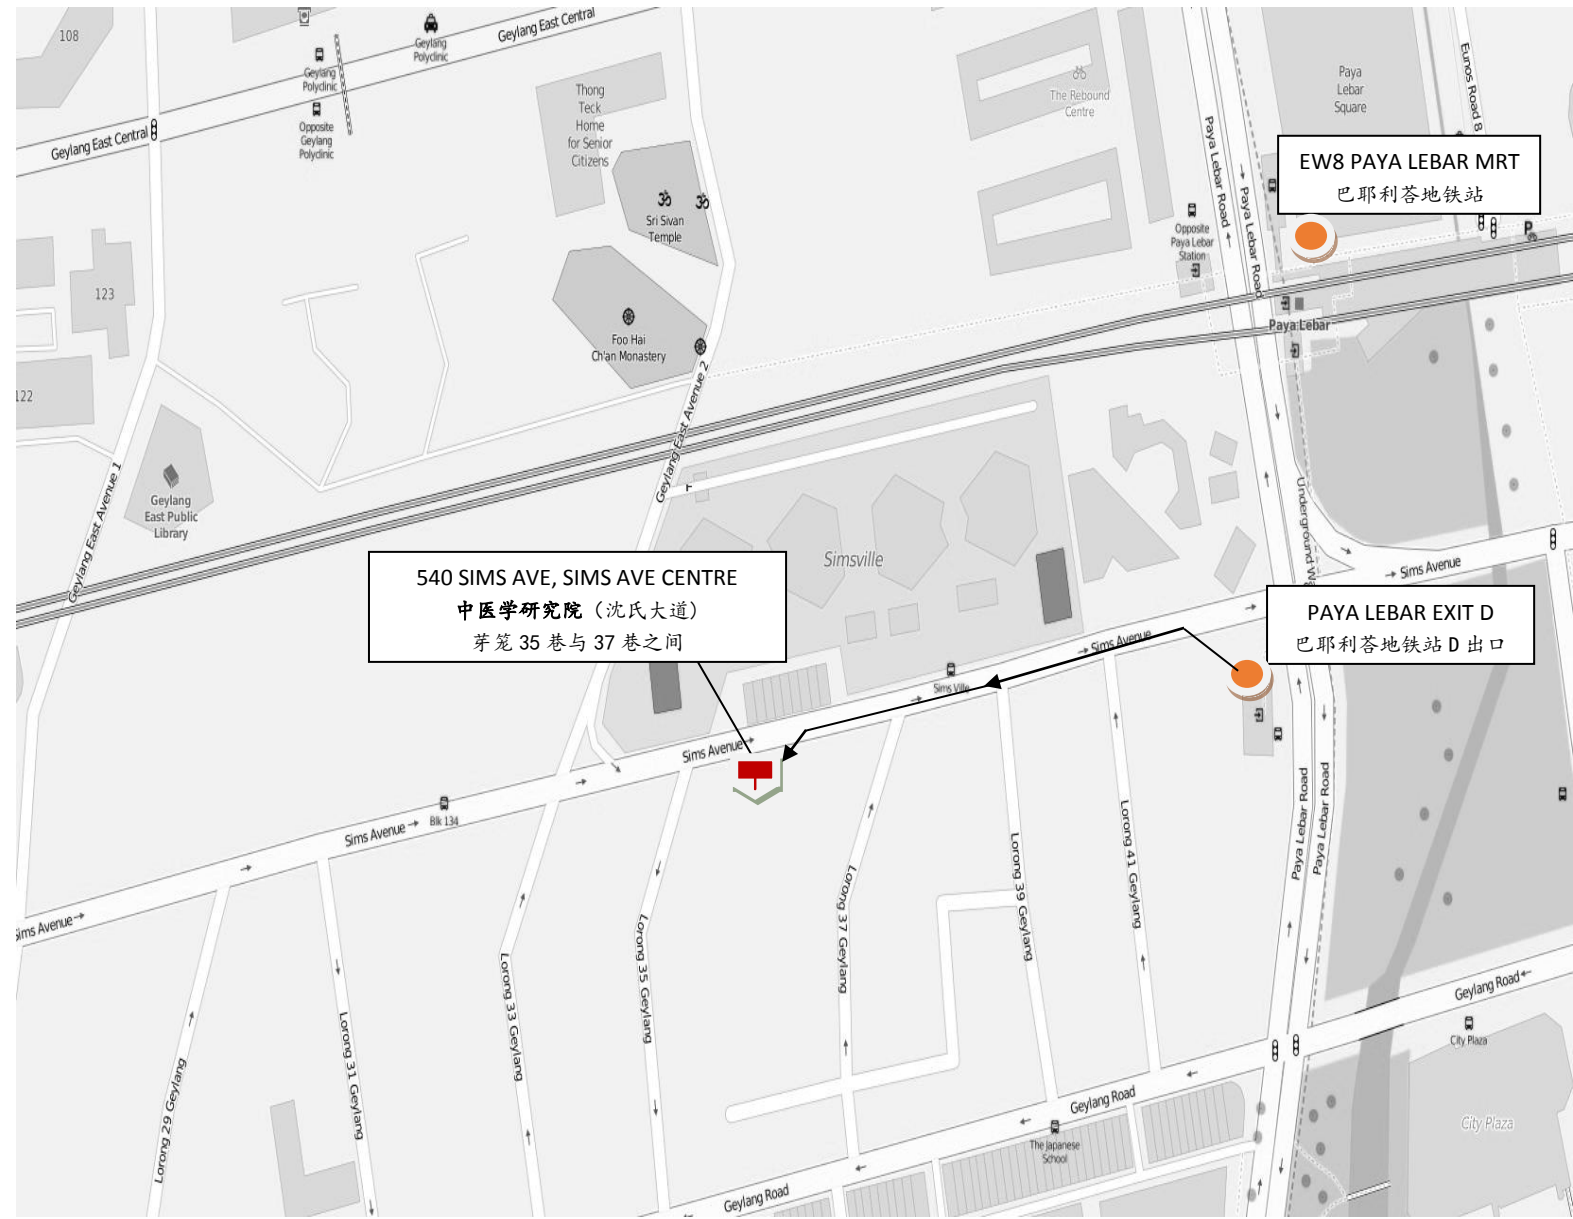 108
Geylang
Polyclinic
Geylang East Central
Geylang
Polyclinic
Geylang East Central
Opposite
Geylang
Polyclinic
Thong
Teck
Home
for Senior
Citizens
The Rebound
Centre
Paya
Lebar
Square
Eunos Road 8
Paya Lebar Road
Paya Lebar Road
EW8 PAYA LEBAR MRT
巴耶利答地铁站
Sri Sivan
Temple
Opposite
Paya Lebar
Station
P
123
Foo Hai
Ch'an Monastery
Paya Lebar
122
Geylang East Avenue 2
Geylang East Avenue 1
Geylang
East Public
Library
Simsville
540 SIMS AVE, SIMS AVE CENTRE
中医学研究院（沈氏大道）
芽笼 35 巷与 37 巷之间
Sims Avenue
PAYA LEBAR EXIT D
巴耶利答地铁站 D 出口
Sims Avenue
Sims Ville
Sims Avenue
Blk 134
Sims Avenue
Sims Avenue
Paya Lebar Road
Paya Lebar Road
Lorong 29 Geylang
Lorong 31 Geylang
Lorong 33 Geylang
Lorong 35 Geylang
Lorong 37 Geylang
Lorong 39 Geylang
Lorong 41 Geylang
Geylang Road
City Plaza
Geylang Road
City Plaza
The Japanese
School
Geylang Road